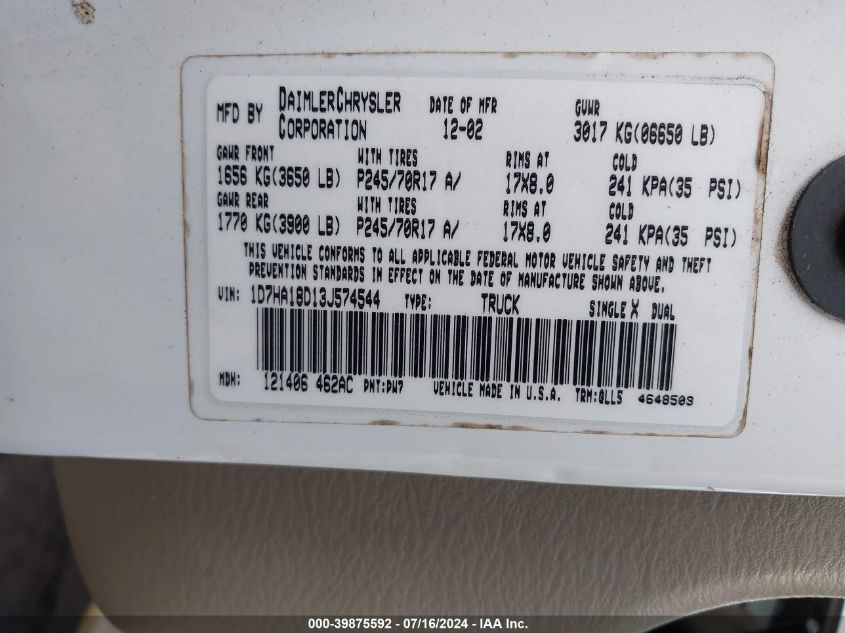 MFD BY DAIMLERCHRYSLER CORPORATION DATE OF MFR 12-02 GVWR 3017 KG(06650 LB)
GAWR FRONT WITH TIRES RIMS AT COLD
1656 KG(3650 LB) P245/70R17 A/ 17X8.0 241 KPA(35 PSI)
GAWR REAR WITH TIRES RIMS AT COLD
1770 KG(3900 LB) P245/70R17 A/ 17X8.0 241 KPA(35 PSI)
THIS VEHICLE CONFORMS TO ALL APPLICABLE FEDERAL MOTOR VEHICLE SAFETY AND THEFT
PREVENTION STANDARDS IN EFFECT ON THE DATE OF MANUFACTURE SHOWN ABOVE.
VIN: 1D7HA18D13J574544 TYPE: TRUCK SINGLE X DUAL
MDH: 121406 462AC PNT:PW7 VEHICLE MADE IN U.S.A. TRM:QLL5 4648503
000-39875592 - 07/16/2024 - IAA Inc.